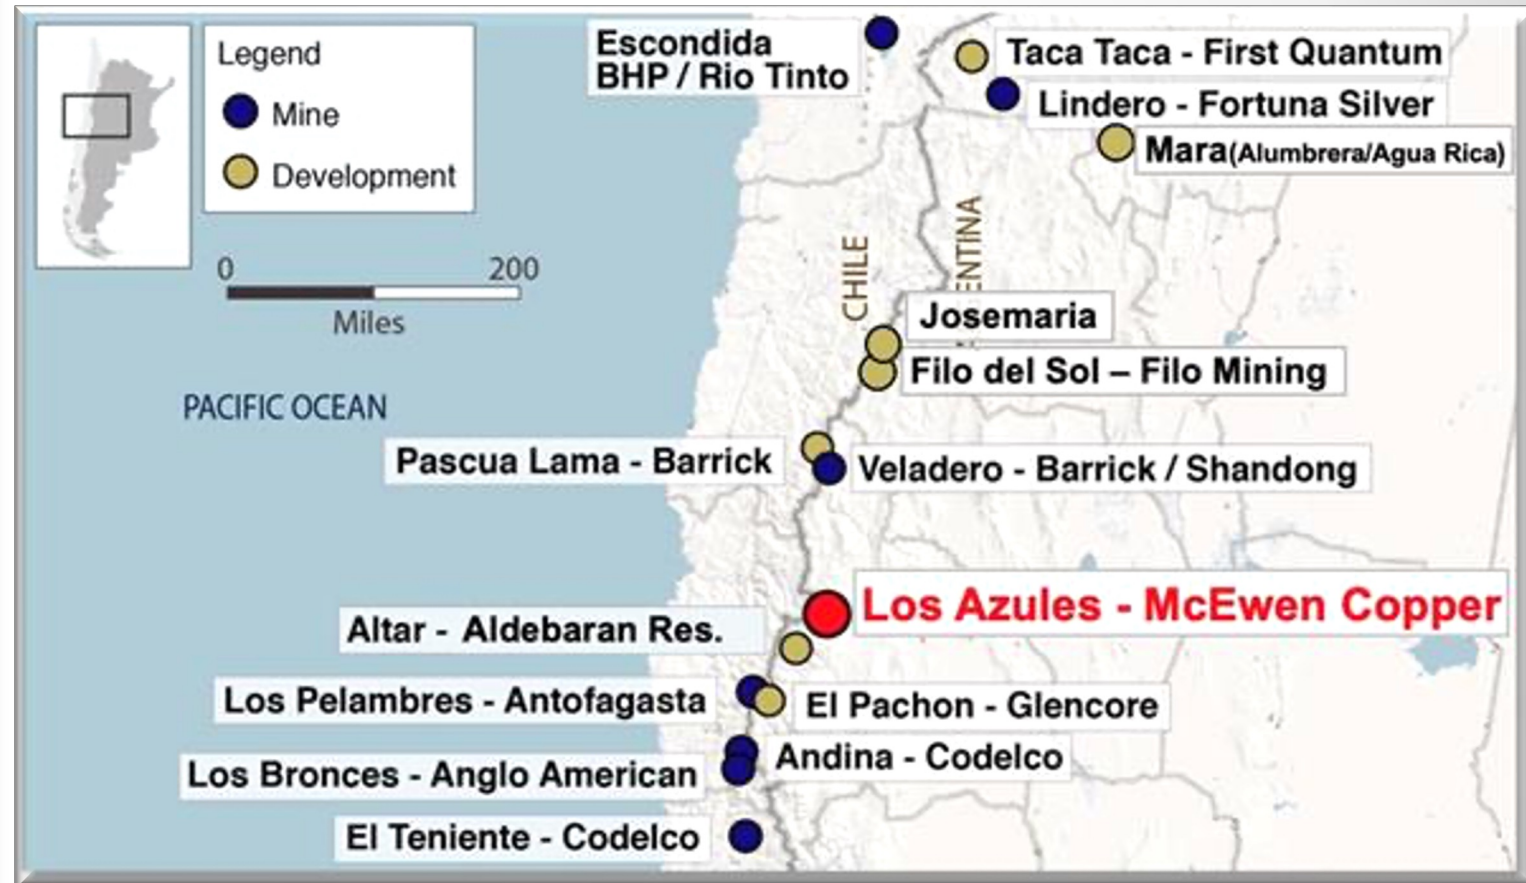 Legend
Mine
Development
0 200
Miles
PACIFIC OCEAN
CHILE
ENTINA
Escondida
BHP / Rio Tinto
Taca Taca - First Quantum
Lindero - Fortuna Silver
Mara(Alumbrera/Agua Rica)
Josemaria
Filo del Sol – Filo Mining
Pascua Lama - Barrick
Veladero - Barrick / Shandong
Los Azules - McEwen Copper
Altar - Aldebaran Res.
Los Pelambres - Antofagasta
El Pachon - Glencore
Andina - Codelco
Los Bronces - Anglo American
El Teniente - Codelco